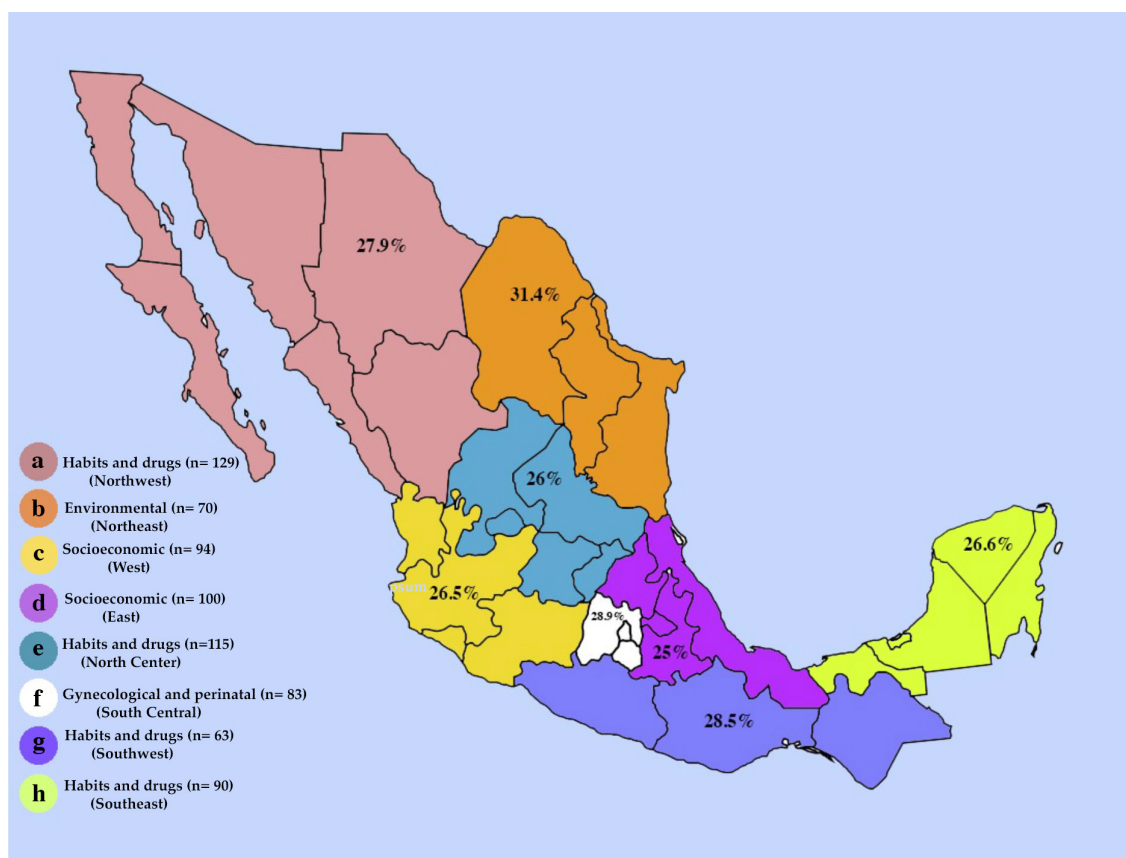 27.9%
31.4%
a Habits and drugs (n= 129)
(Northwest)
26%
b Environmental (n= 70)
(Northeast)
c Socioeconomic (n= 94)
(West)
26.6%
26.5%
d Socioeconomic (n= 100)
(East)
28.9%
e Habits and drugs (n=115)
(North Center)
25%
f Gynecological and perinatal (n= 83)
(South Central)
28.5%
g Habits and drugs (n= 63)
(Southwest)
h Habits and drugs (n= 90)
(Southeast)